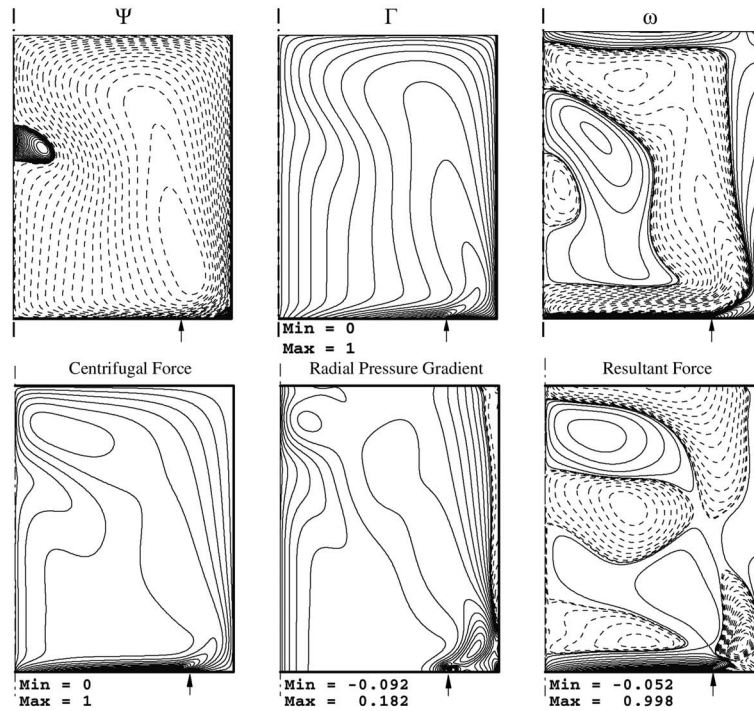 Ψ Γ ω
Min = 0
Max = 1
Centrifugal Force Radial Pressure Gradient Resultant Force
Min = 0 Min = -0.092 Min = -0.052
Max = 1 Max = 0.182 Max = 0.998